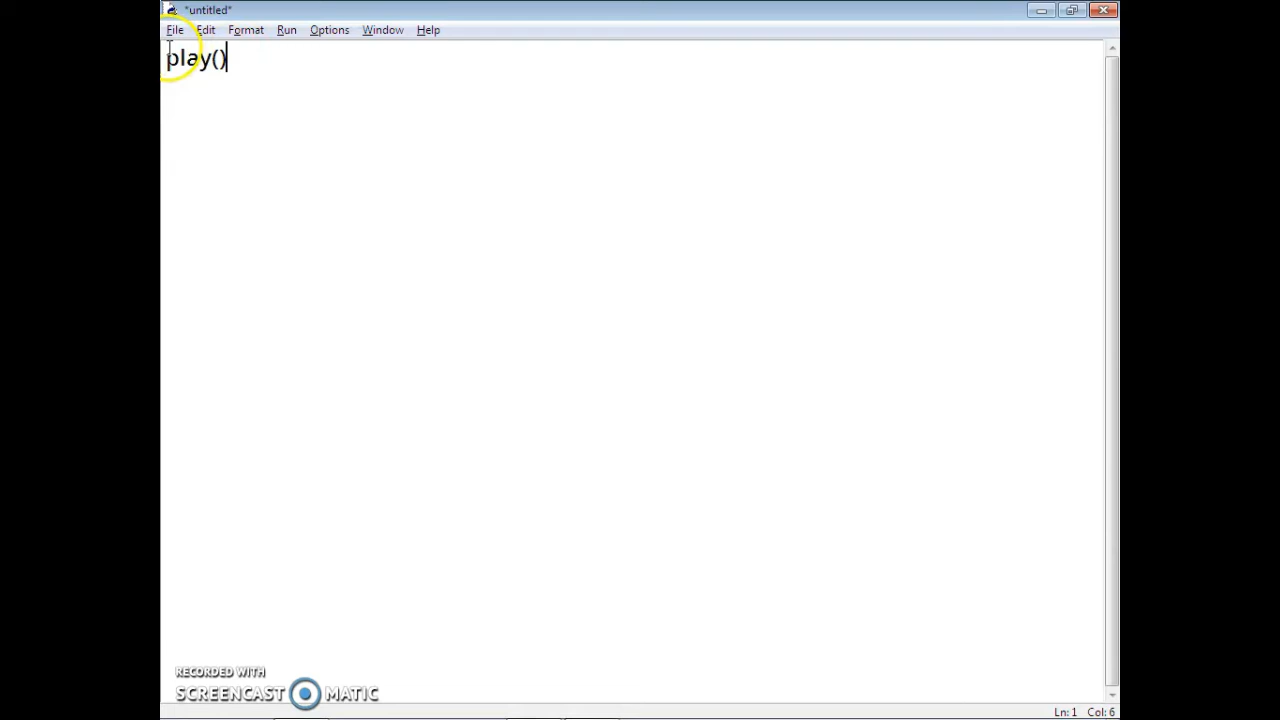 *untitled*
File Edit Format Run Options Window Help
play()
RECORDED WITH
SCREENCAST MATIC
Ln: 1 Col: 6